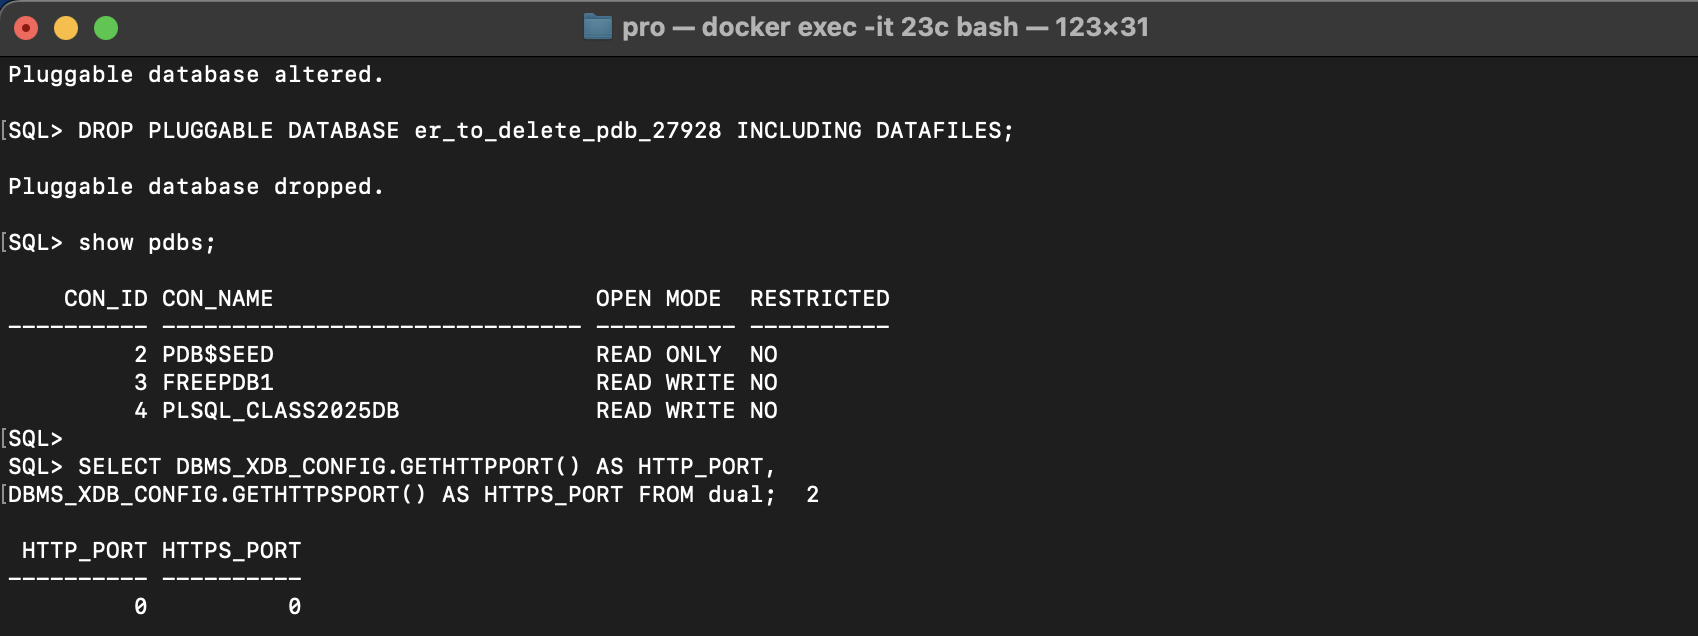 pro — docker exec -it 23c bash — 123×31
Pluggable database altered.
[SQL> DROP PLUGGABLE DATABASE er_to_delete_pdb_27928 INCLUDING DATAFILES;
Pluggable database dropped.
[SQL> show pdbs;
    CON_ID CON_NAME                       OPEN MODE  RESTRICTED
---------- ------------------------------ ---------- ----------
         2 PDB$SEED                       READ ONLY  NO
         3 FREEPDB1                       READ WRITE NO
         4 PLSQL_CLASS2025DB              READ WRITE NO
[SQL>
SQL> SELECT DBMS_XDB_CONFIG.GETHTTPPORT() AS HTTP_PORT,
[DBMS_XDB_CONFIG.GETHTTPSPORT() AS HTTPS_PORT FROM dual;  2
 HTTP_PORT HTTPS_PORT
---------- ----------
         0          0